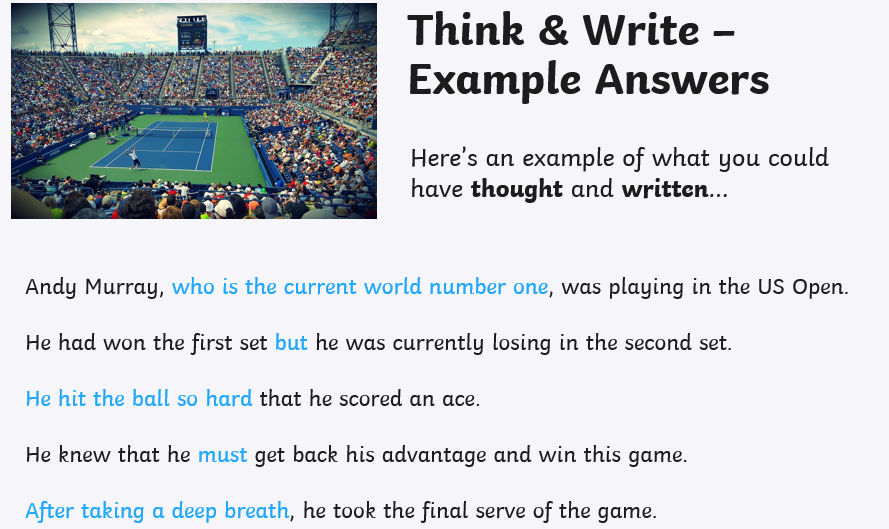 Think & Write –
Example Answers
Here's an example of what you could
have thought and written...
Andy Murray, who is the current world number one, was playing in the US Open.
He had won the first set but he was currently losing in the second set.
He hit the ball so hard that he scored an ace.
He knew that he must get back his advantage and win this game.
After taking a deep breath, he took the final serve of the game.